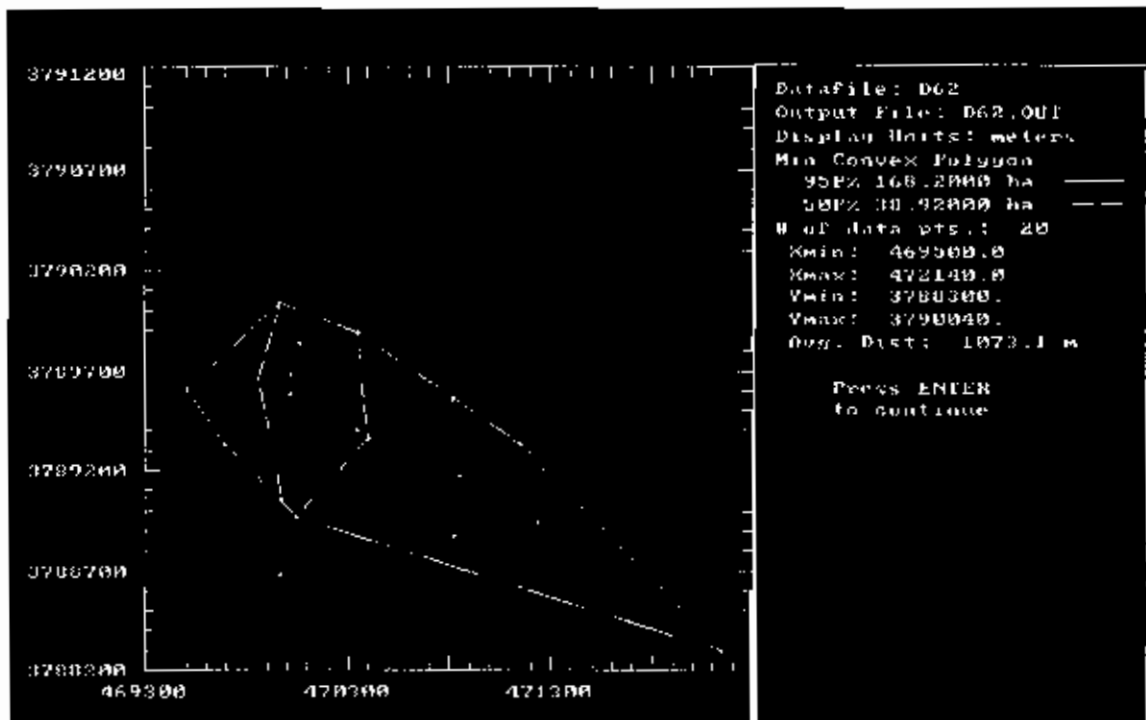 3791200
3790700
3790200
3789700
3789200
3788700
3788200
469300 470300 471300
Datafile: D62
Output File: D62.OUT
Display Units: meters
Min Convex Polygon
95P% 168.2000 ha
50P% 38.92000 ha
# of data pts.: 20
Xmin: 469500.0
Xmax: 472140.0
Ymin: 3788300.
Ymax: 3790040.
Avg. Dist: 1073.1 m
Press ENTER
to continue